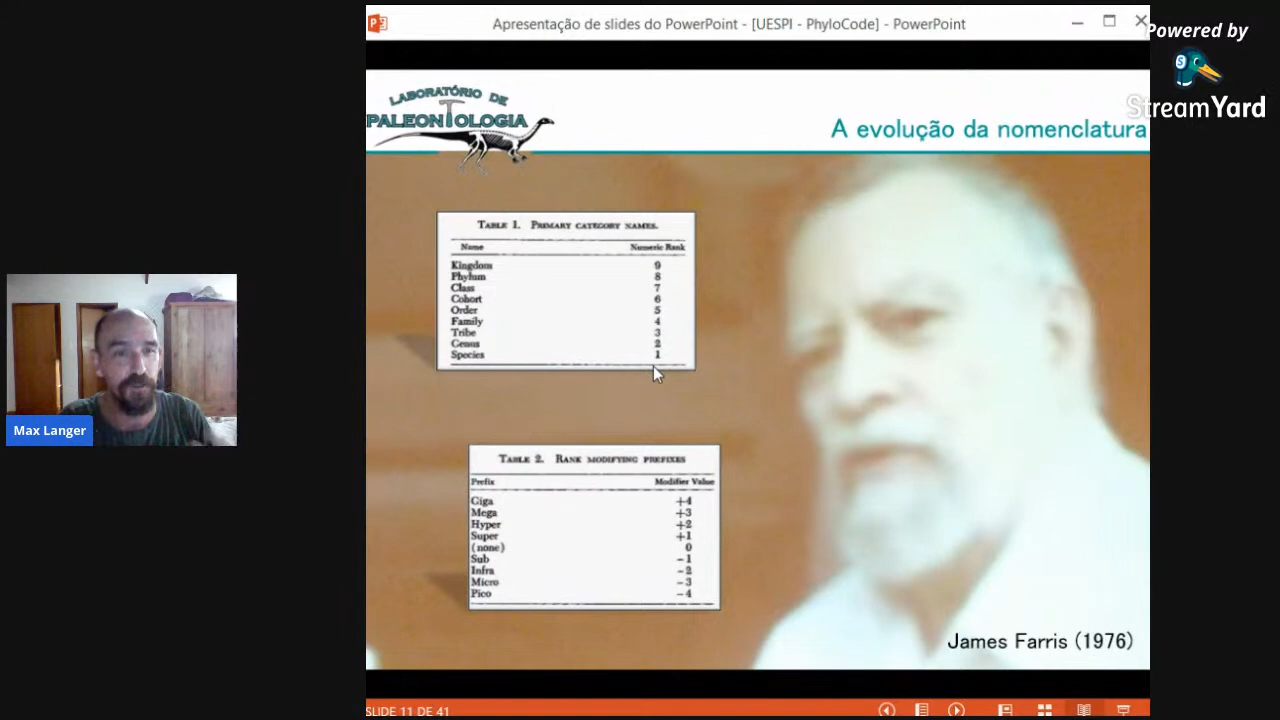 Apresentação de slides do PowerPoint - [UESPI - PhyloCode] - PowerPoint
Powered by
StreamYard
LABORATÓRIO DE
PALEONTOLOGIA
A evolução da nomenclatura
TABLE 1. PRIMARY CATEGORY NAMES.
Name Numeric Rank
Kingdom 9
Phylum 8
Class 7
Cohort 6
Order 5
Family 4
Tribe 3
Genus 2
Species 1
Max Langer
TABLE 2. RANK MODIFYING PREFIXES
Prefix Modifier Value
Giga +4
Mega +3
Hyper +2
Super +1
(none) 0
Sub -1
Infra -2
Micro -3
Pico -4
James Farris (1976)
SLIDE 11 DE 41